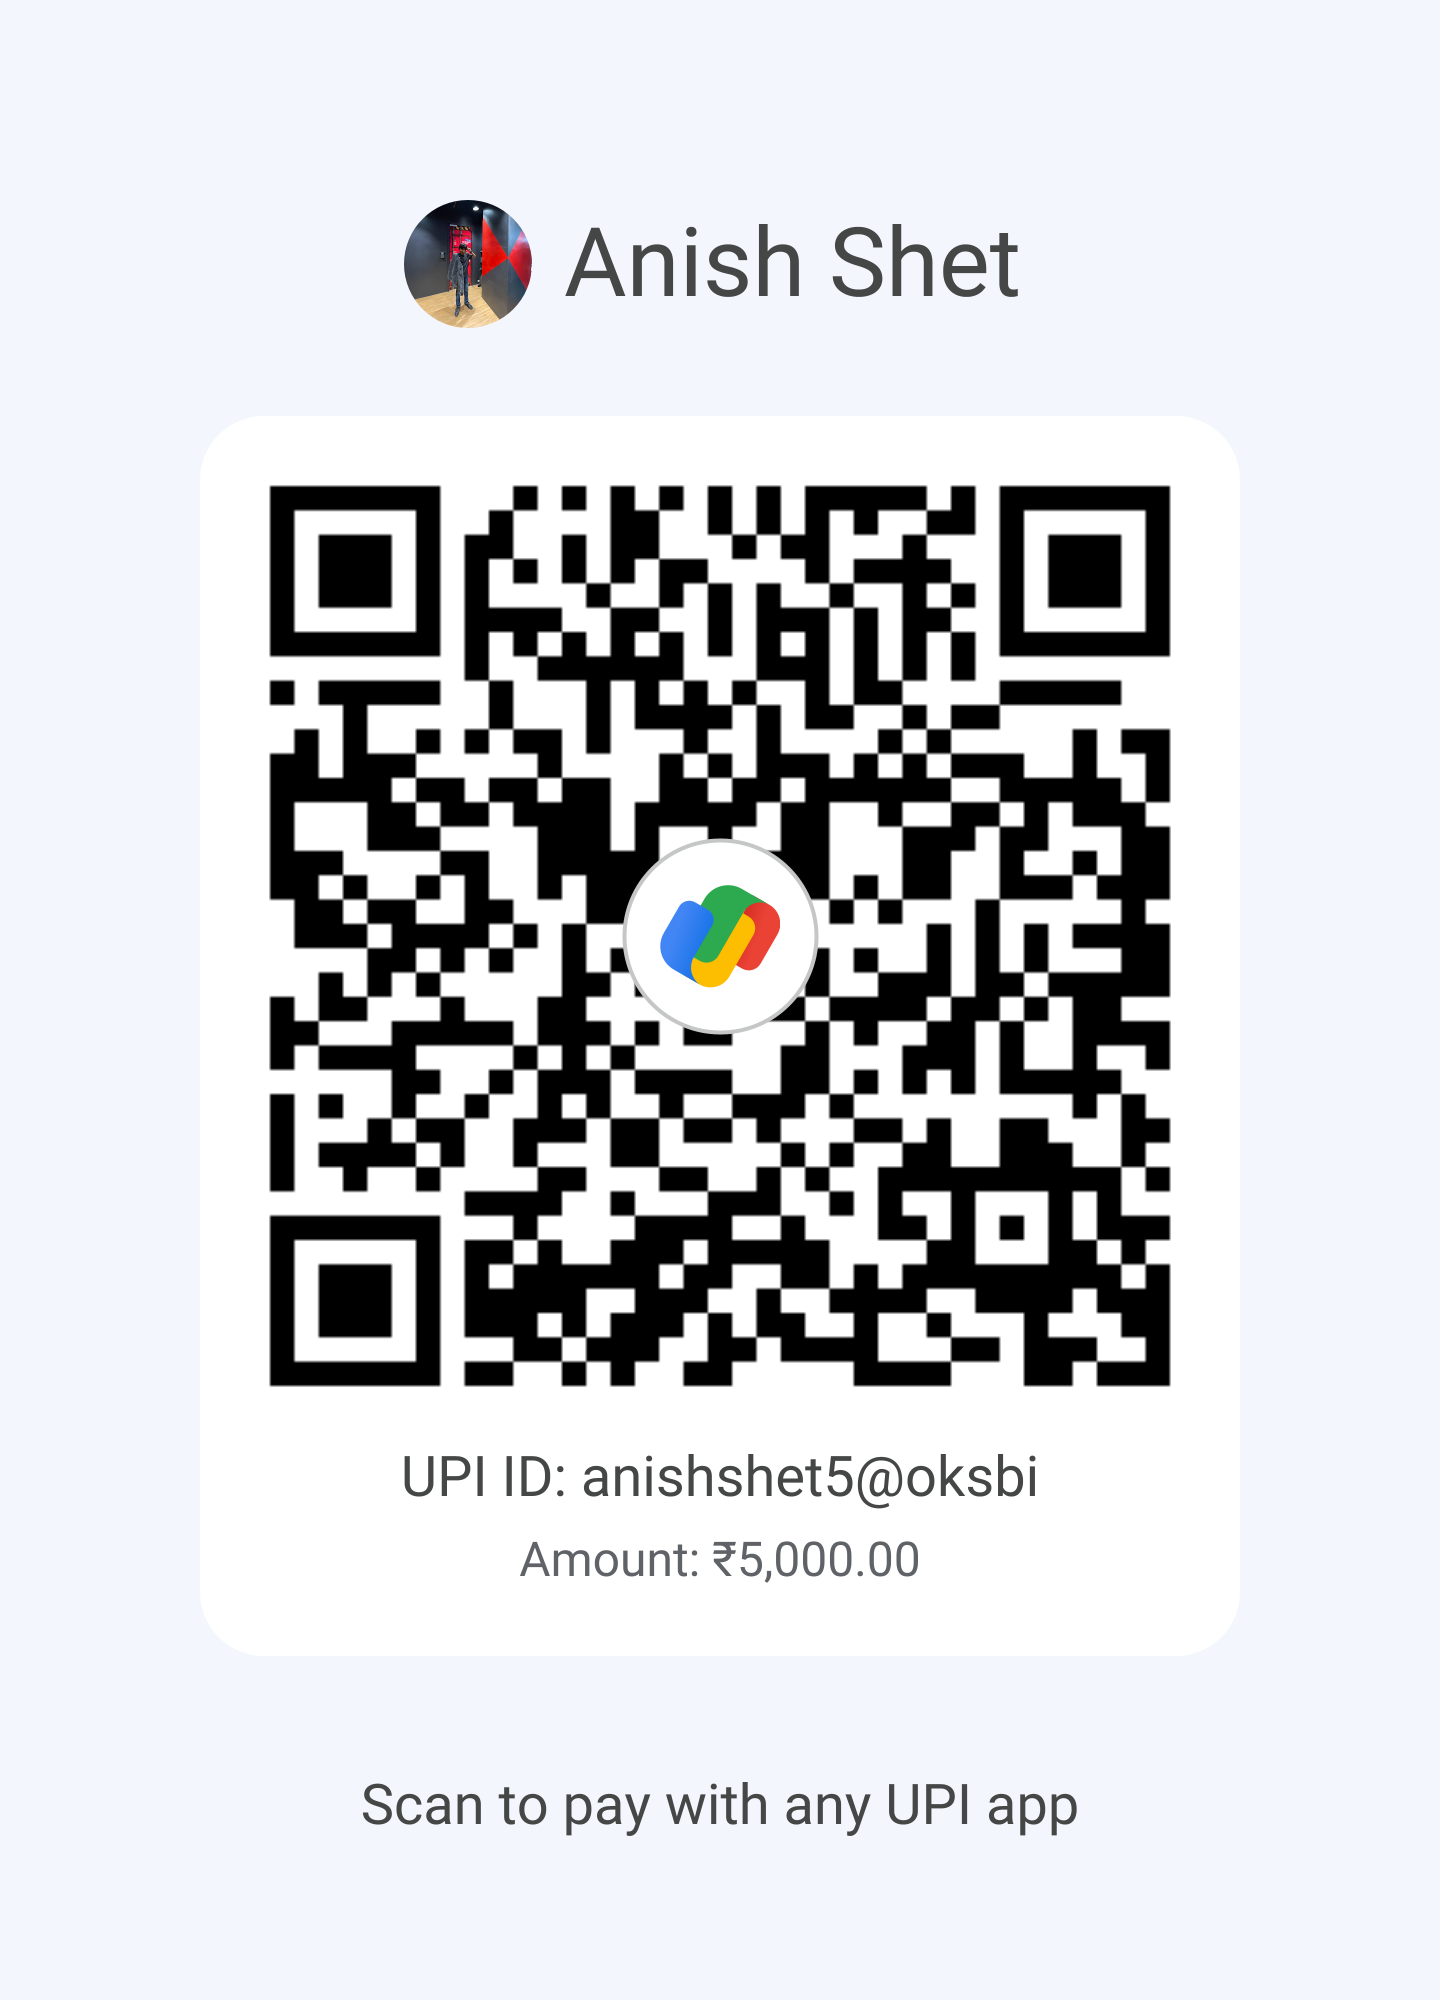 Anish Shet
UPI ID: anishshet5@oksbi
Amount: ₹5,000.00
Scan to pay with any UPI app